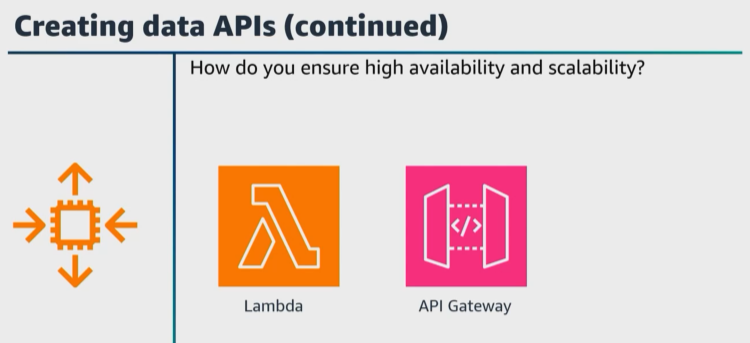 Creating data APIs (continued)
How do you ensure high availability and scalability?
</>
Lambda
API Gateway